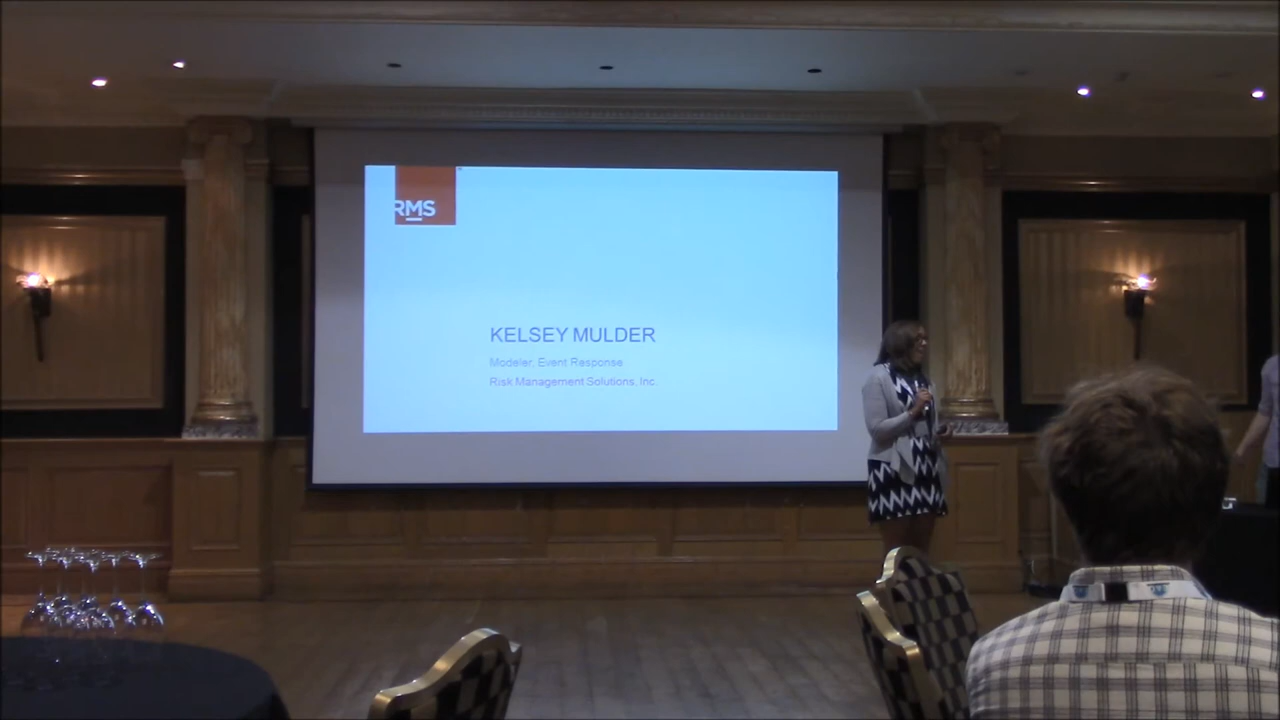 RMS
KELSEY MULDER
Modeler, Event Response
Risk Management Solutions, Inc.